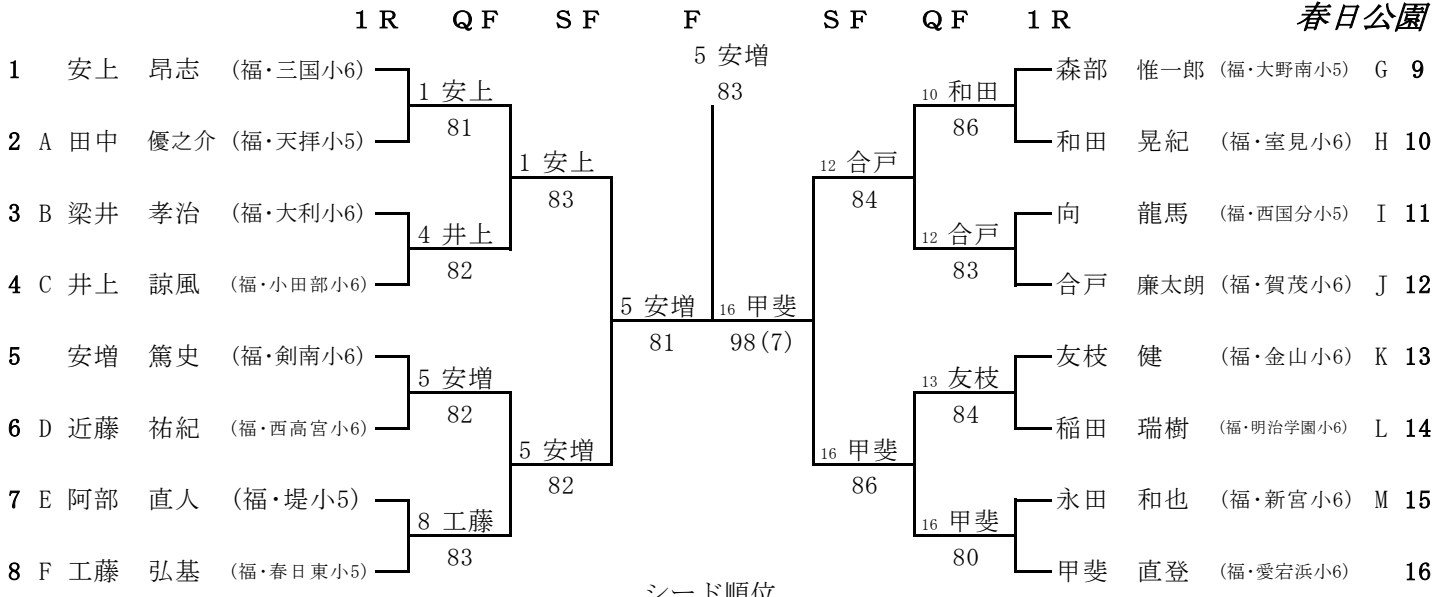 1R QF SF F SF QF 1R 春日公園
5 安増
1 安上 昂志 (福・三国小6) 森部 惟一郎 (福・大野南小5) G 9
83
1 安上 10 和田
81 86
2 A 田中 優之介 (福・天拝小5) 和田 晃紀 (福・室見小6) H 10
1 安上 12 合戸
83 84
3 B 梁井 孝治 (福・大利小6) 向 龍馬 (福・西国分小5) I 11
4 井上 12 合戸
82 83
4 C 井上 諒風 (福・小田部小6) 合戸 廉太朗 (福・賀茂小6) J 12
5 安増 16 甲斐
81 98(7)
5 安増 篤史 (福・剣南小6) 友枝 健 (福・金山小6) K 13
5 安増 13 友枝
82 84
6 D 近藤 祐紀 (福・西高宮小6) 稲田 瑞樹 (福・明治学園小6) L 14
5 安増 16 甲斐
82 86
7 E 阿部 直人 (福・堤小5) 永田 和也 (福・新宮小6) M 15
8 工藤 16 甲斐
83 80
8 F 工藤 弘基 (福・春日東小5) 甲斐 直登 (福・愛宕浜小6) 16
シード順位